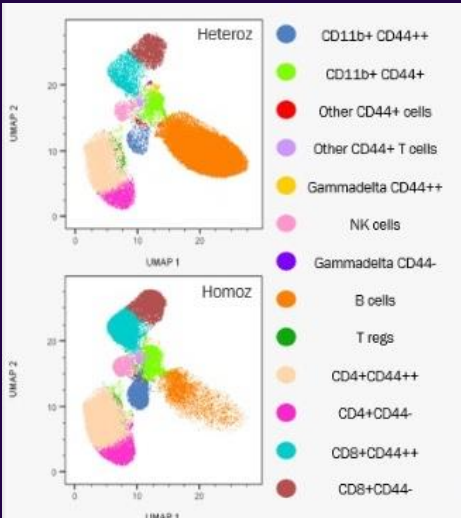 Heteroz
UMAP 2
20
10
0
0
10
20
UMAP 1
Homoz
UMAP 2
20
10
0
0
10
20
UMAP 1
CD11b+ CD44++
CD11b+ CD44+
Other CD44+ cells
Other CD44+ T cells
Gammadelta CD44++
NK cells
Gammadelta CD44-
B cells
T regs
CD4+CD44++
CD4+CD44-
CD8+CD44++
CD8+CD44-